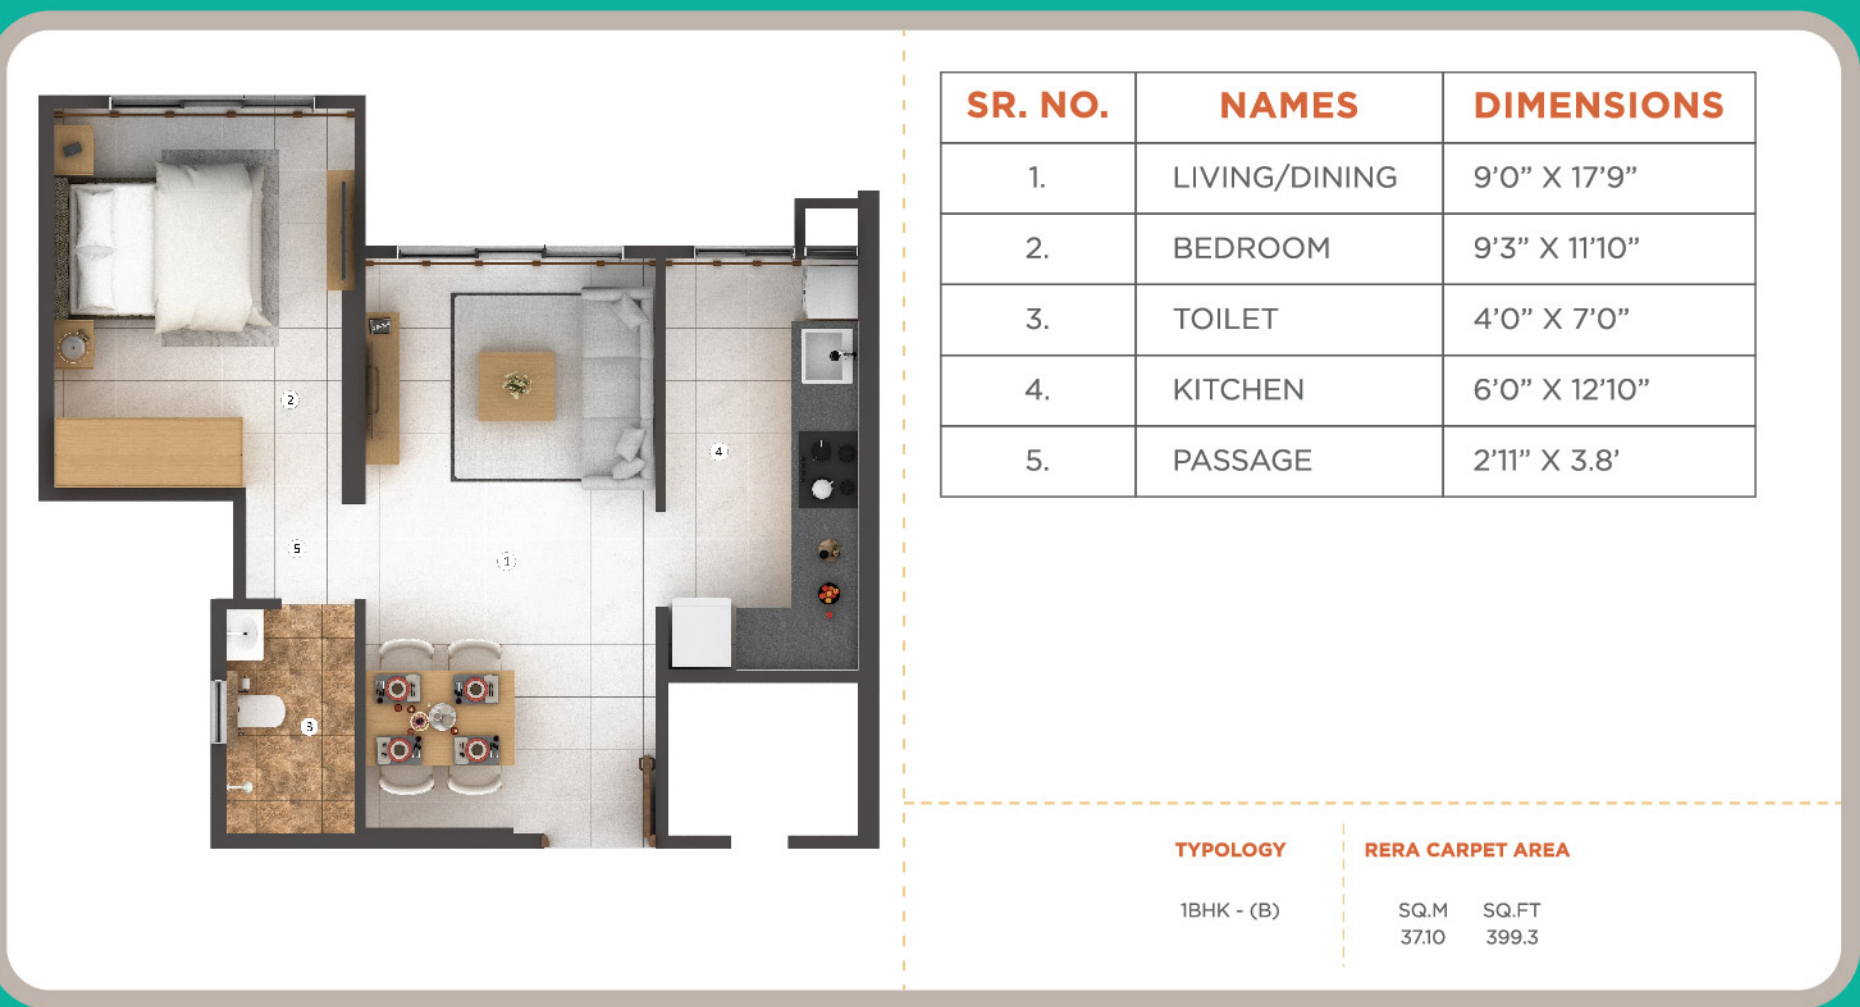 2
4
5
1
3
SR. NO. NAMES DIMENSIONS
1. LIVING/DINING 9'0” X 17'9”
2. BEDROOM 9'3” X 11'10”
3. TOILET 4'0” X 7'0”
4. KITCHEN 6'0” X 12'10”
5. PASSAGE 2'11” X 3.8'
TYPOLOGY RERA CARPET AREA
1BHK - (B) SQ.M SQ.FT
37.10 399.3